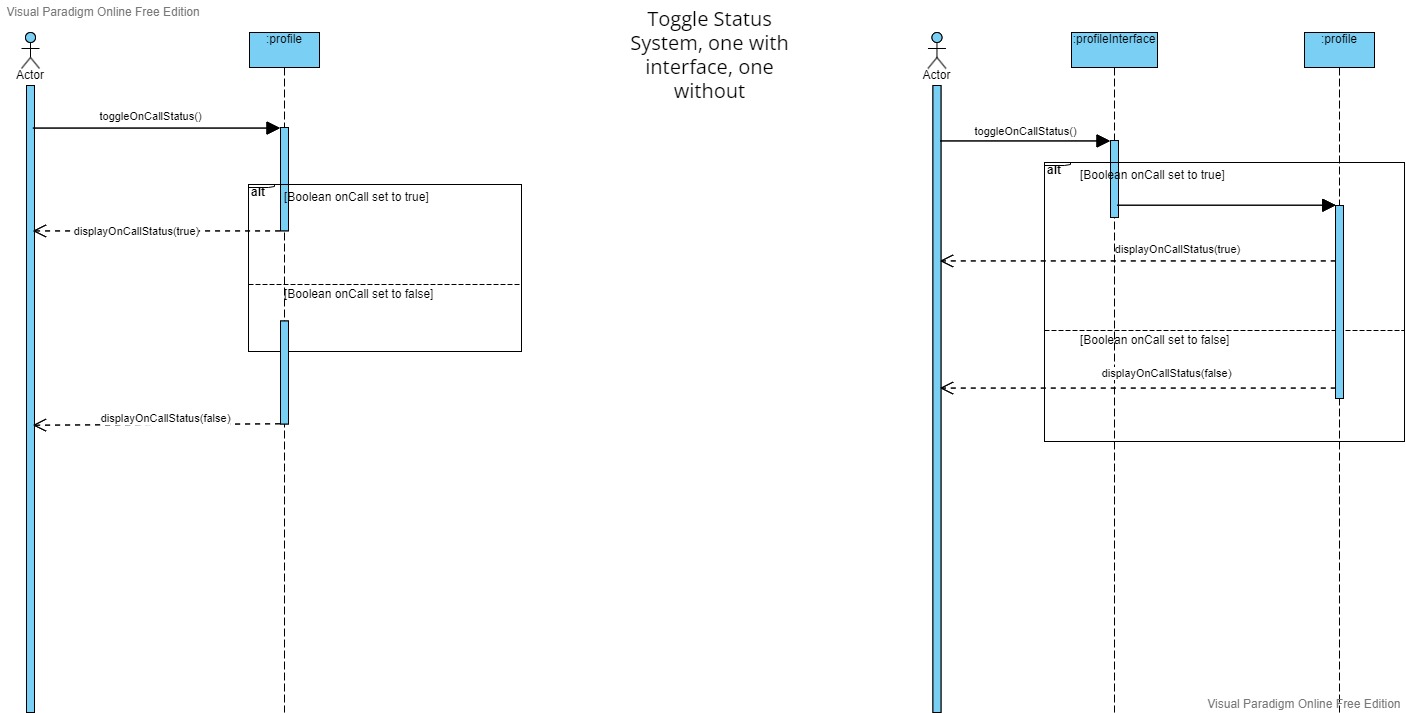 Visual Paradigm Online Free Edition
Toggle Status
System, one with
interface, one
without
Actor
:profile
toggleOnCallStatus()
alt
[Boolean onCall set to true]
displayOnCallStatus(true)
[Boolean onCall set to false]
displayOnCallStatus(false)
Actor
:profileInterface
:profile
toggleOnCallStatus()
alt
[Boolean onCall set to true]
displayOnCallStatus(true)
[Boolean onCall set to false]
displayOnCallStatus(false)
Visual Paradigm Online Free Edition